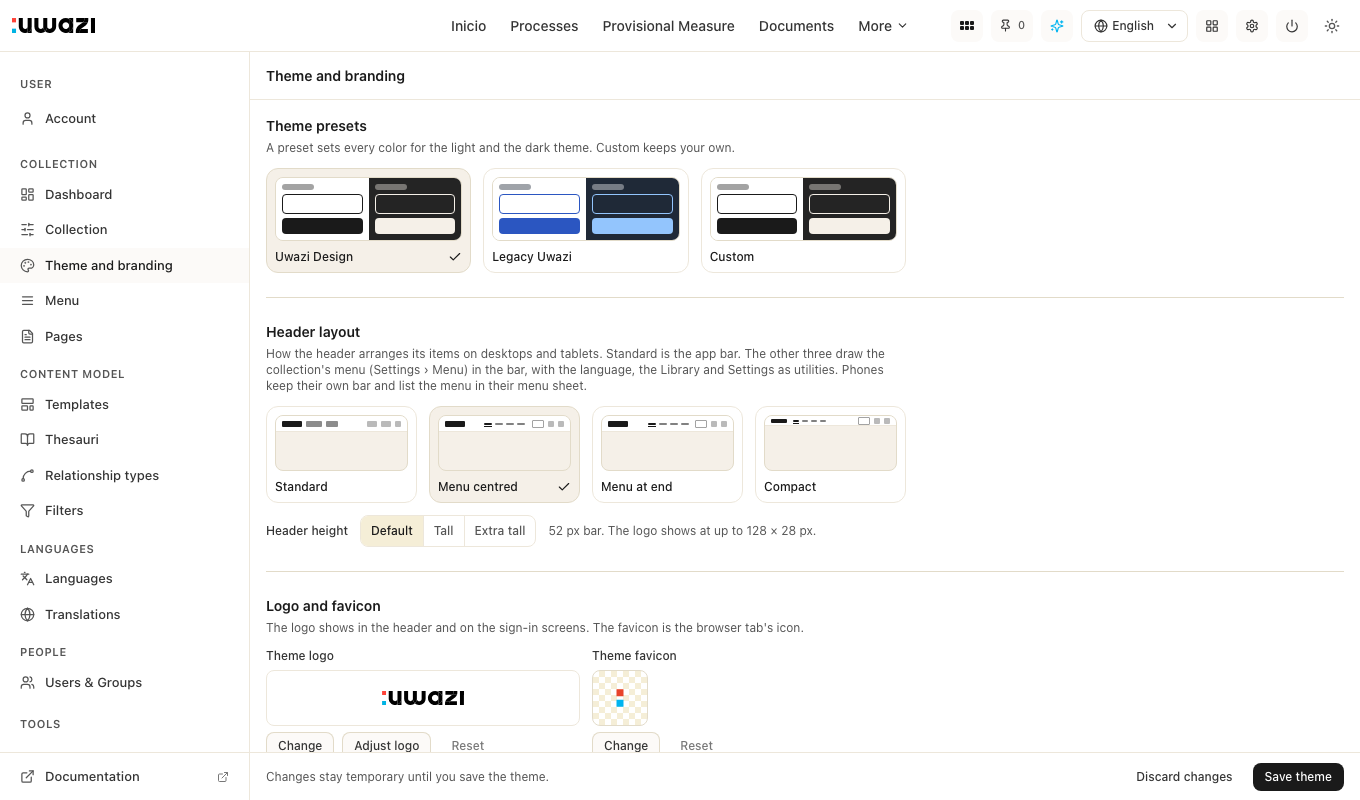 :uwazi
Inicio
Processes
Provisional Measure
Documents
More
0
English
USER
Account
COLLECTION
Dashboard
Collection
Theme and branding
Menu
Pages
CONTENT MODEL
Templates
Thesauri
Relationship types
Filters
LANGUAGES
Languages
Translations
PEOPLE
Users & Groups
TOOLS
Documentation
Theme and branding
Theme presets
A preset sets every color for the light and the dark theme. Custom keeps your own.
Uwazi Design
Legacy Uwazi
Custom
Header layout
How the header arranges its items on desktops and tablets. Standard is the app bar. The other three draw the
collection's menu (Settings › Menu) in the bar, with the language, the Library and Settings as utilities. Phones
keep their own bar and list the menu in their menu sheet.
Standard
Menu centred
Menu at end
Compact
Header height
Default
Tall
Extra tall
52 px bar. The logo shows at up to 128 × 28 px.
Logo and favicon
The logo shows in the header and on the sign-in screens. The favicon is the browser tab's icon.
Theme logo
Theme favicon
:uwazi
Change
Adjust logo
Reset
Change
Reset
Changes stay temporary until you save the theme.
Discard changes
Save theme